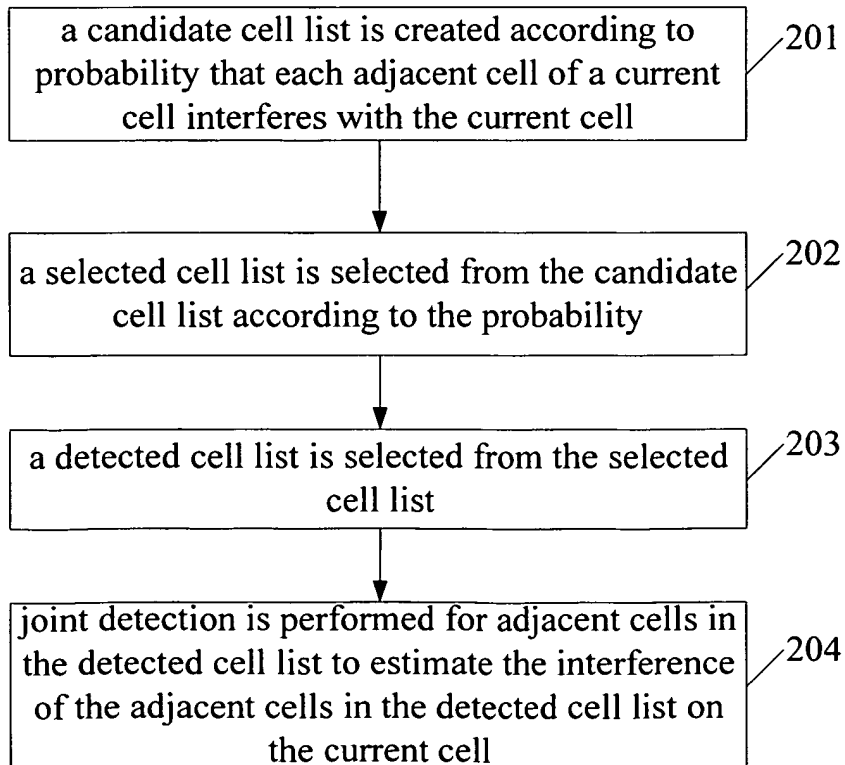 a candidate cell list is created according to
probability that each adjacent cell of a current
cell interferes with the current cell.
201
a selected cell list is selected from the candidate
cell list according to the probability
202
a detected cell list is selected from the selected
cell list
203
joint detection is performed for adjacent cells in
the detected cell list to estimate the interference
of the adjacent cells in the detected cell list on
the current cell
204